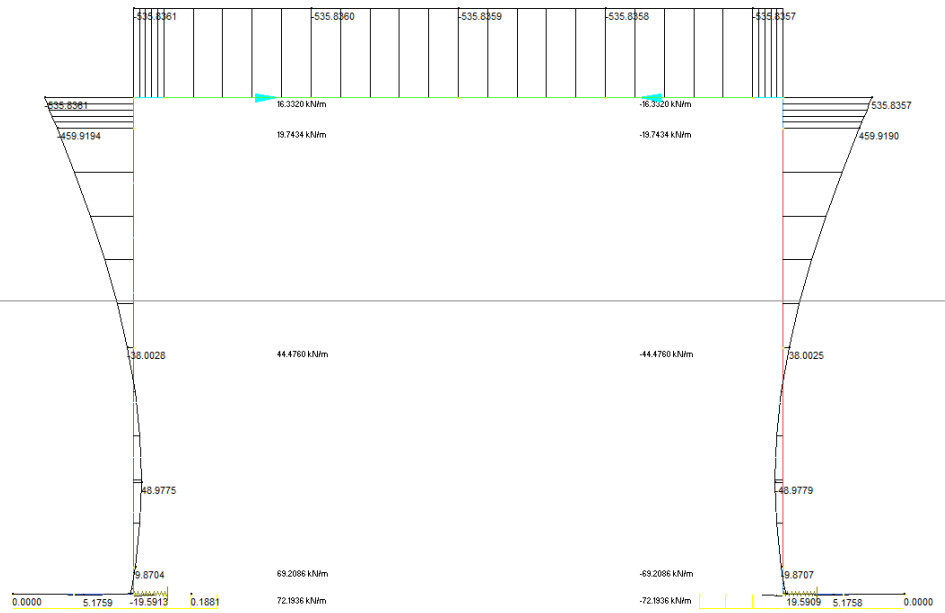 -535.8361 -535.8360 -535.8359 -535.8358 -535.8357
-535.8361 16.3320 kN/m -16.3320 kN/m 535.8357
-459.9194 19.7434 kN/m -19.7434 kN/m 459.9190
-38.0028 44.4760 kN/m -44.4760 kN/m 38.0025
48.9775 -48.9779
9.8704 69.2086 kN/m -69.2086 kN/m -9.8707
0.0000 5.1759 -19.5913 0.1881 72.1936 kN/m -72.1936 kN/m 19.5909 5.1758 0.0000